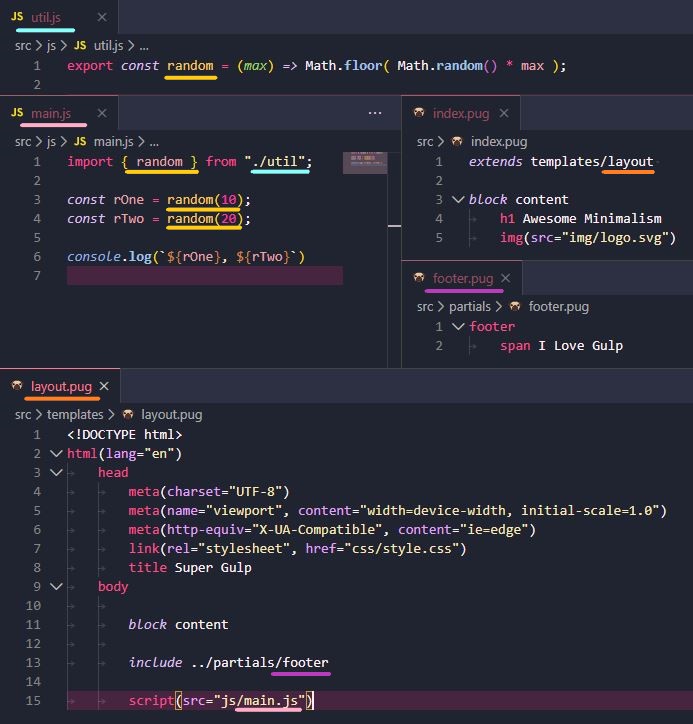 JS util.js ×
src > js > JS util.js > ...
1 export const random = (max) => Math.floor( Math.random() * max );
2
JS main.js × ...
src > js > JS main.js > ...
1 import { random } from "./util";
2
3 const rOne = random(10);
4 const rTwo = random(20);
5
6 console.log(`${rOne}, ${rTwo}`)
7
index.pug ×
src > index.pug
1 extends templates/layout
2
3 block content
4 h1 Awesome Minimalism
5 img(src="img/logo.svg")
footer.pug ×
src > partials > footer.pug
1 footer
2 span I Love Gulp
layout.pug ×
src > templates > layout.pug
1 <!DOCTYPE html>
2 html(lang="en")
3 head
4 meta(charset="UTF-8")
5 meta(name="viewport", content="width=device-width, initial-scale=1.0")
6 meta(http-equiv="X-UA-Compatible", content="ie=edge")
7 link(rel="stylesheet", href="css/style.css")
8 title Super Gulp
9 body
10
11 block content
12
13 include ../partials/footer
14
15 script(src="js/main.js")